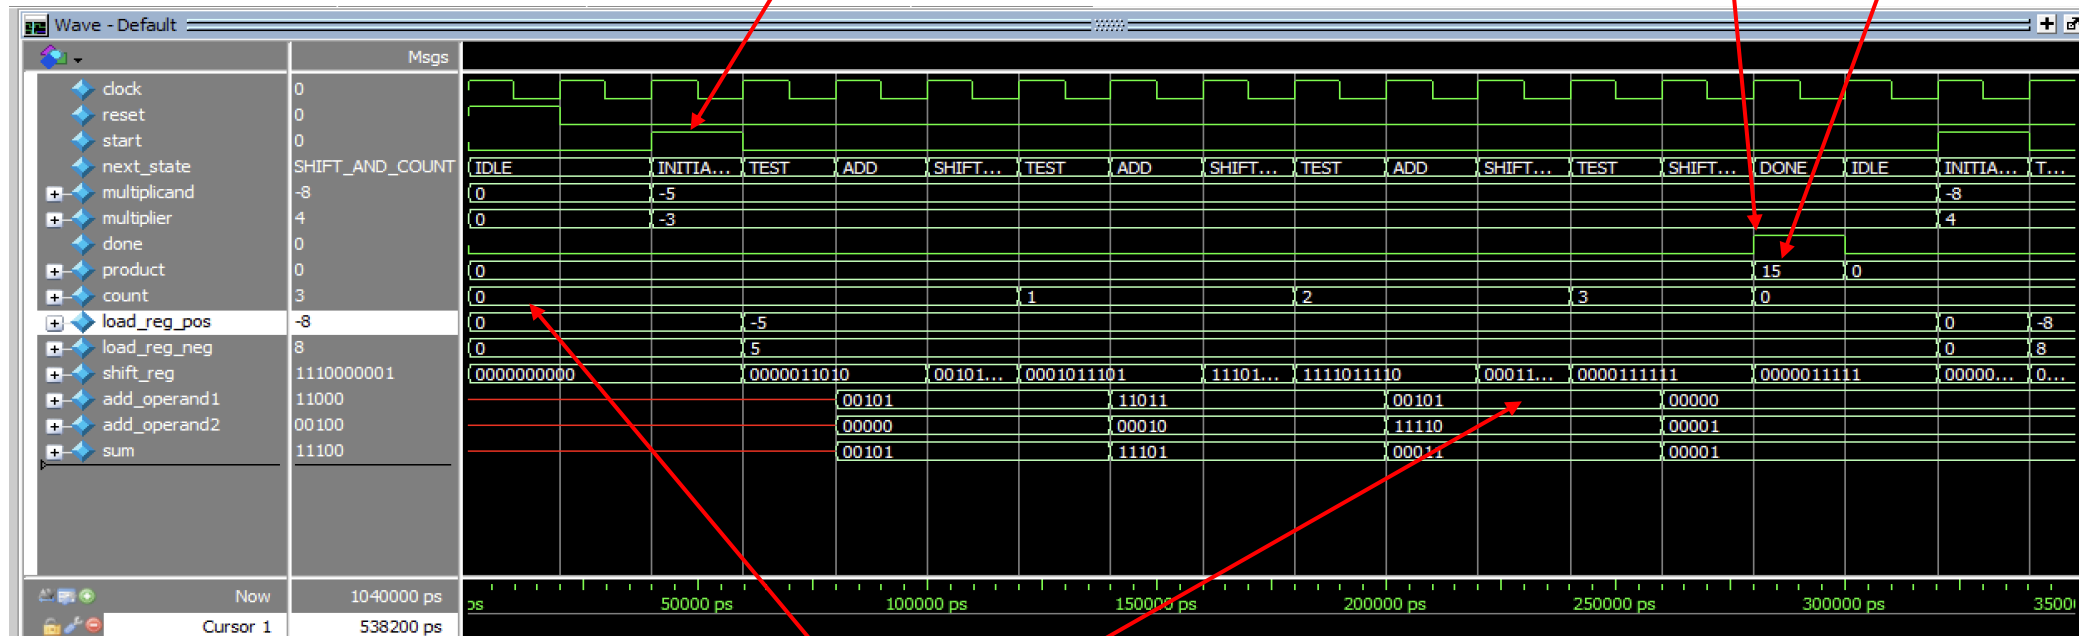 Wave - Default
Msgs
clock 0
reset 0
start 0
next_state SHIFT_AND_COUNT IDLE INITIA... TEST ADD SHIFT... TEST ADD SHIFT... TEST ADD SHIFT... TEST SHIFT... DONE IDLE INITIA... T...
multiplicand -8 0 -5 -8
multiplier 4 0 -3 4
done 0
product 0 0 15 0
count 3 0 1 2 3 0
load_reg_pos -8 0 -5 0 -8
load_reg_neg 8 0 5 0 8
shift_reg 1110000001 0000000000 0000011010 00101... 0001011101 11101... 1111011110 00011... 0000111111 0000011111 00000... 0...
add_operand1 11000 00101 11011 00101 00000
add_operand2 00100 00000 00010 11110 00001
sum 11100 00101 11101 00011 00001
Now 1040000 ps ps 50000 ps 100000 ps 150000 ps 200000 ps 250000 ps 300000 ps 3500
Cursor 1 538200 ps